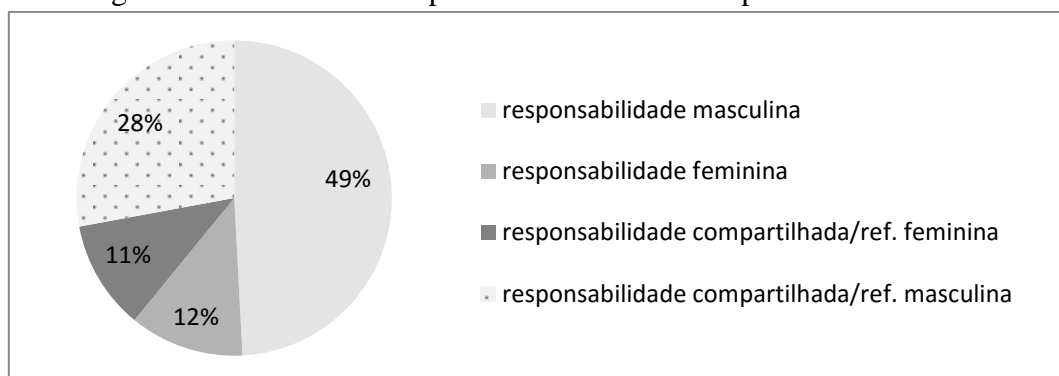 28%
49%
11%
12%
responsabilidade masculina
responsabilidade feminina
responsabilidade compartilhada/ref. feminina
responsabilidade compartilhada/ref. masculina